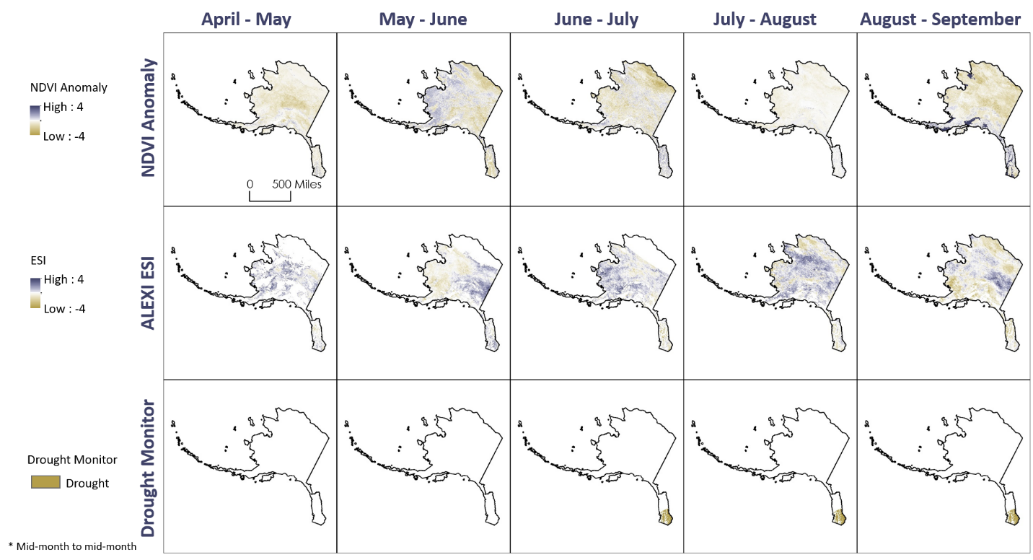 April - May
May - June
June - July
July - August
August - September
NDVI Anomaly
High : 4
Low : -4
NDVI Anomaly
0 500 Miles
ESI
High : 4
Low : -4
ALEXI ESI
Drought Monitor
Drought
Drought Monitor
* Mid-month to mid-month